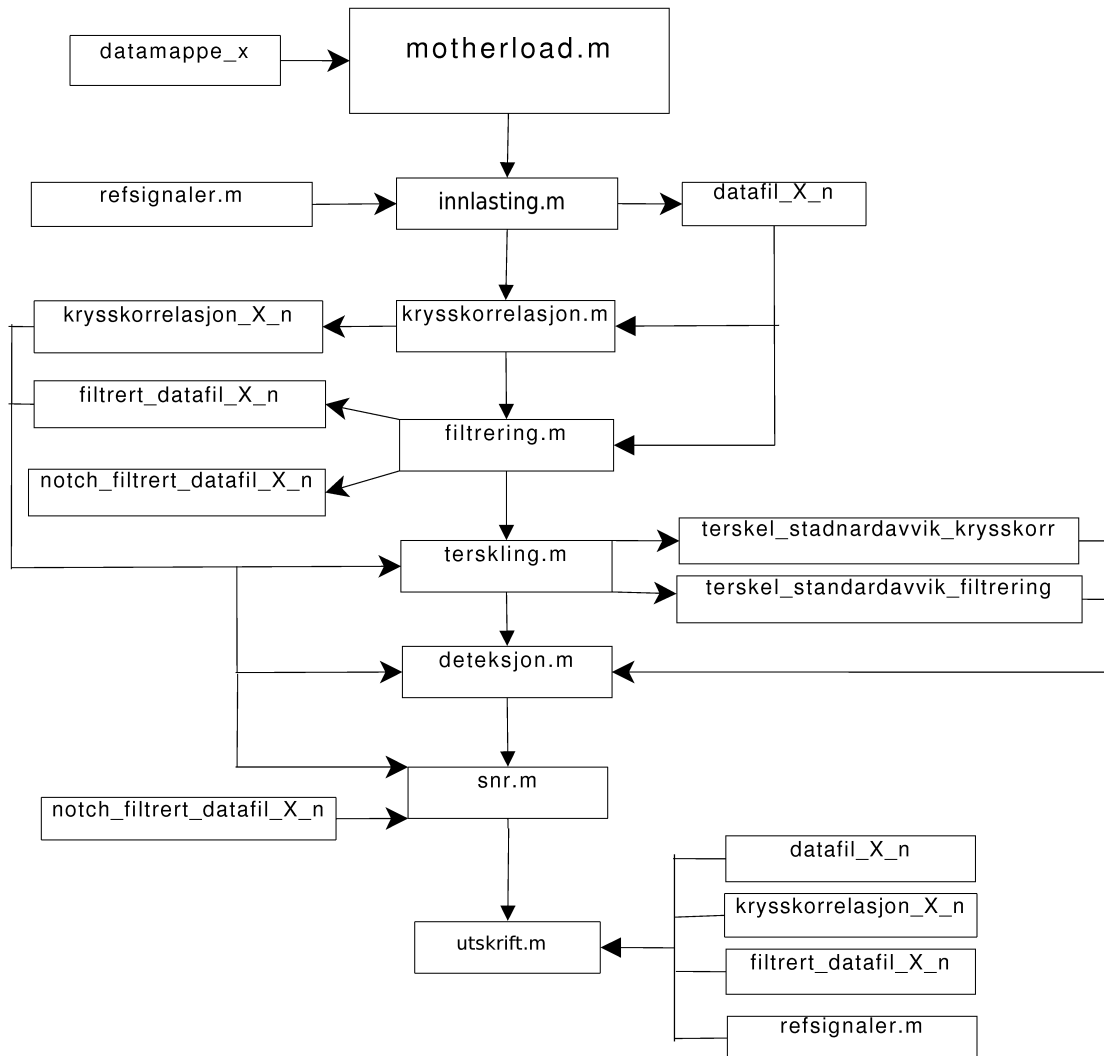 motherload.m
datamappe_x
refsignaler.m
innlasting.m
datafil_X_n
krysskorrelasjon_X_n
krysskorrelasjon.m
filtrert_datafil_X_n
filtrering.m
notch_filtrert_datafil_X_n
terskling.m
terskel_stadnardavvik_krysskorr
terskel_standardavvik_filtrering
deteksjon.m
snr.m
notch_filtrert_datafil_X_n
datafil_X_n
krysskorrelasjon_X_n
utskrift.m
filtrert_datafil_X_n
refsignaler.m